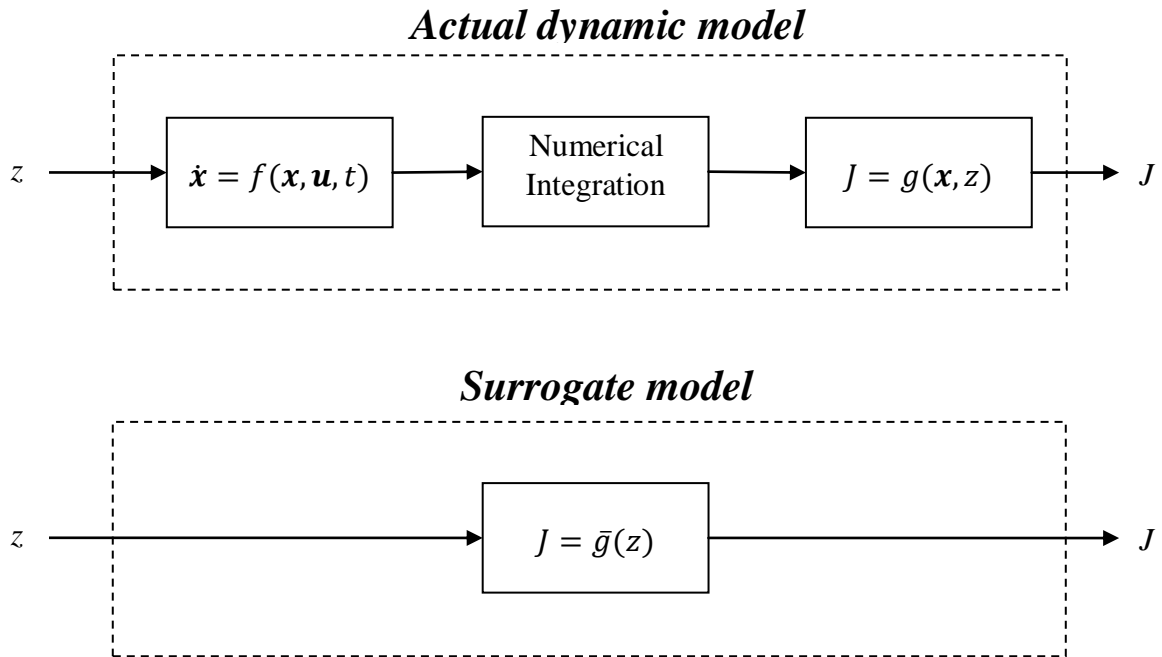 Actual dynamic model
z
ẋ = f(x, u, t)
Numerical
Integration
J = g(x, z)
J
Surrogate model
z
J = ḡ(z)
J